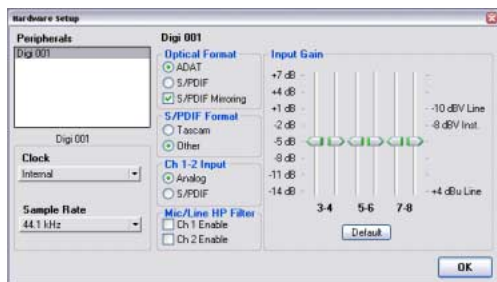 Hardware Setup
Peripherals
Digi 001
Digi 001
Clock
Internal
Sample Rate
44.1 kHz
Digi 001
Optical Format
ADAT
S/PDIF
S/PDIF Mirroring
S/PDIF Format
Tascam
Other
Ch 1-2 Input
Analog
S/PDIF
Mic/Line HP Filter
Ch 1 Enable
Ch 2 Enable
Input Gain
+7 dB
+4 dB
+1 dB
-2 dB
-5 dB
-8 dB
-11 dB
-14 dB
-10 dBV Line
-8 dBV Inst.
+4 dBu Line
3-4 5-6 7-8
Default
OK